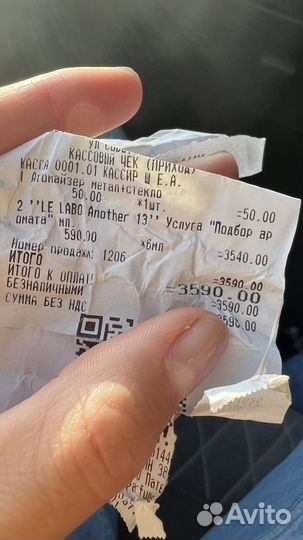 КАССОВЫЙ ЧЕК (ПРИХОД)
КАССА 0001.01 КАССИР Ш Е.А.
1 Атомайзер металл+стекло
50.00 *1шт. =50.00
2 ''LE LABO Another 13'' Услуга "Подбор ар
омата" мл.
590.00 *6мл =3540.00
Номер продажи: 1206
ИТОГО =3590.00
ИТОГО К ОПЛАТЕ =3590.00
БЕЗНАЛИЧНЫМИ =3590.00
СУММА БЕЗ НДС =3590.00
Avito